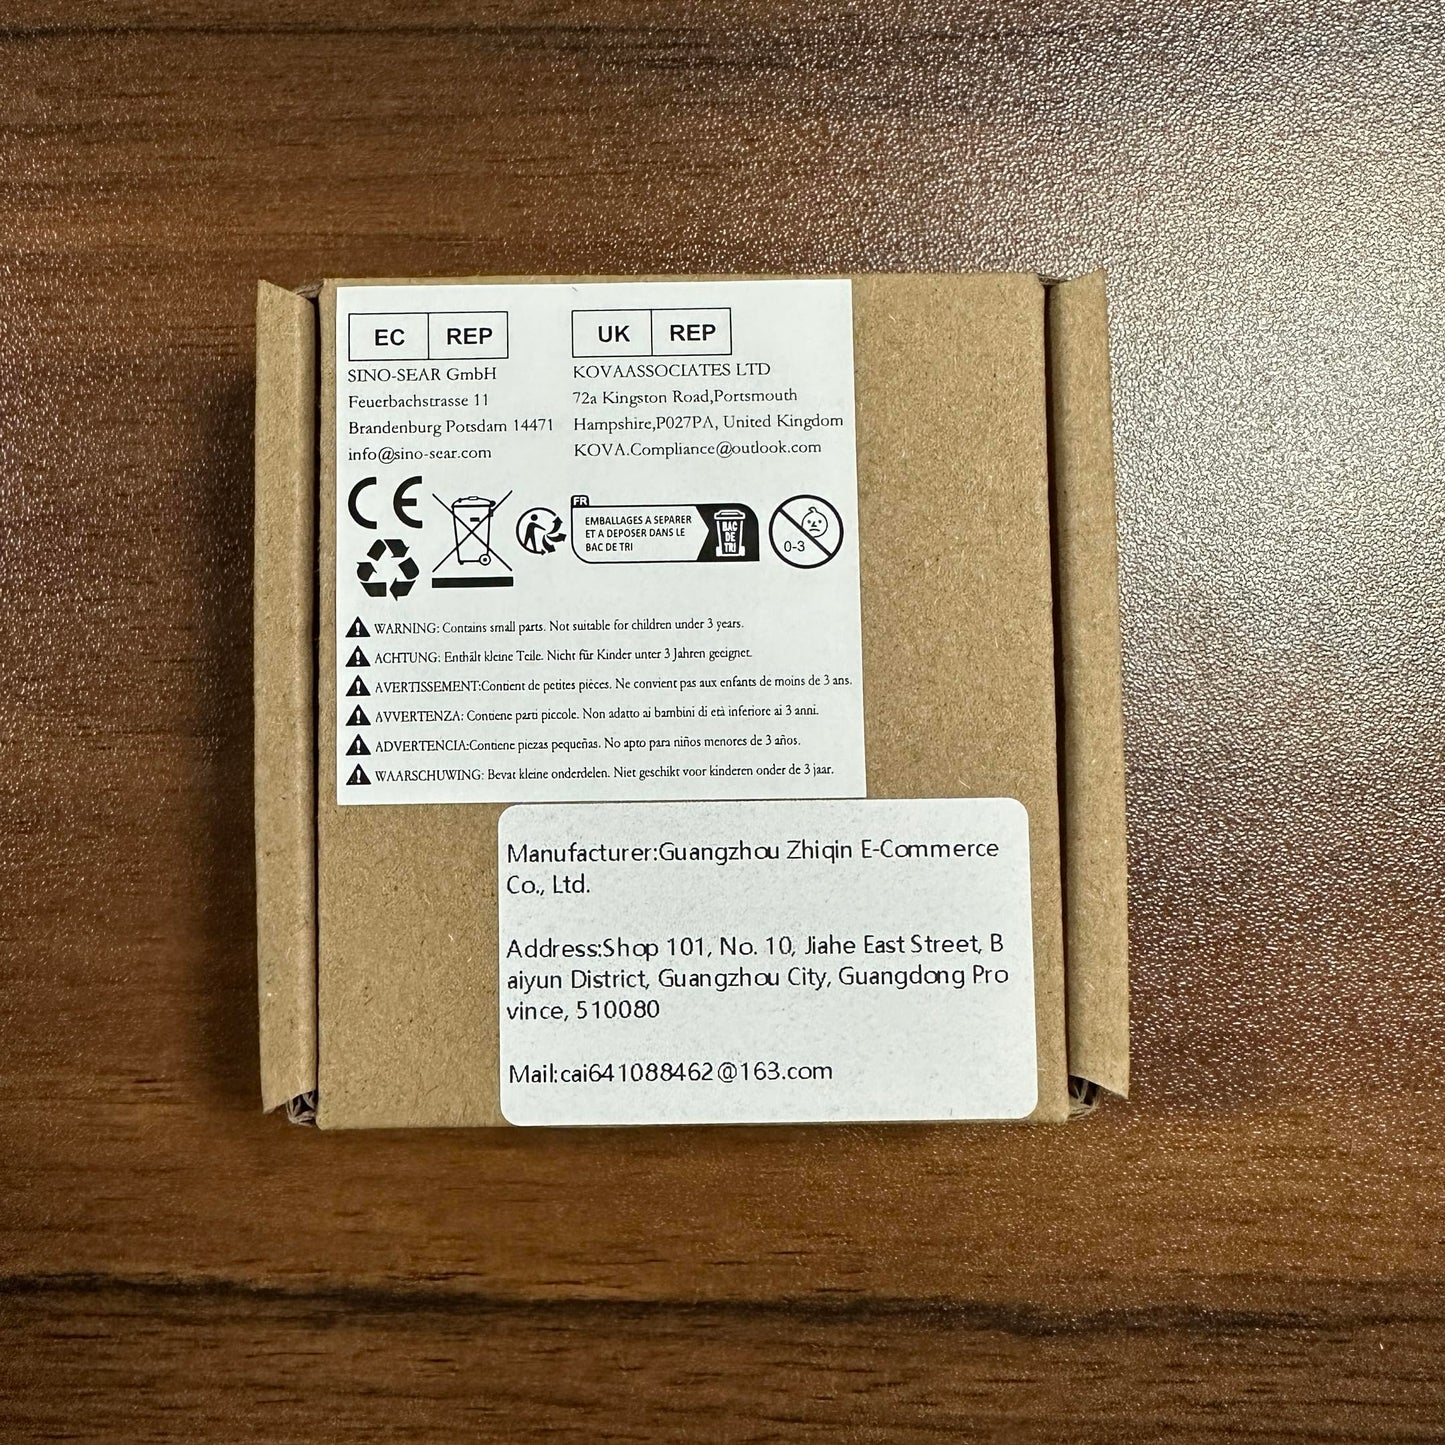 EC REP
SINO-SEAR GmbH
Feuerbachstrasse 11
Brandenburg Potsdam 14471
info@sino-sear.com
UK REP
KOVAASSOCIATES LTD
72a Kingston Road,Portsmouth
Hampshire,P027PA, United Kingdom
KOVA.Compliance@outlook.com
CE
FR
EMBALLAGES A SEPARER
ET A DEPOSER DANS LE
BAC DE TRI
BAC
DE
TRI
0-3
WARNING: Contains small parts. Not suitable for children under 3 years.
ACHTUNG: Enthält kleine Teile. Nicht für Kinder unter 3 Jahren geeignet.
AVERTISSEMENT:Contient de petites pièces. Ne convient pas aux enfants de moins de 3 ans.
AVVERTENZA: Contiene parti piccole. Non adatto ai bambini di età inferiore ai 3 anni.
ADVERTENCIA:Contiene piezas pequeñas. No apto para niños menores de 3 años.
WAARSCHUWING: Bevat kleine onderdelen. Niet geschikt voor kinderen onder de 3 jaar.
Manufacturer:Guangzhou Zhiqin E-Commerce
Co., Ltd.
Address:Shop 101, No. 10, Jiahe East Street, B
aiyun District, Guangzhou City, Guangdong Pro
vince, 510080
Mail:cai641088462@163.com